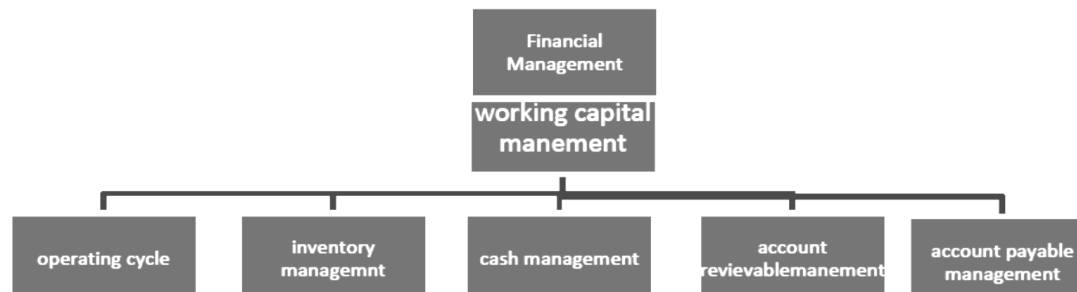 Financial
Management
working capital
manement
operating cycle
inventory
managemnt
cash management
account
revievablemanement
account payable
management